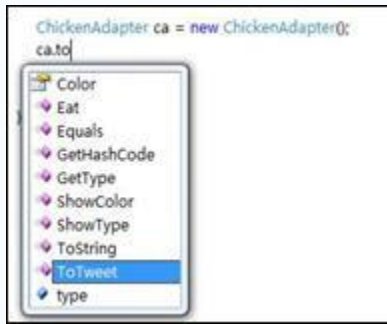 ChickenAdapter ca = new ChickenAdapter();
ca.to
Color
Eat
Equals
GetHashCode
GetType
ShowColor
ShowType
ToString
ToTweet
type
}